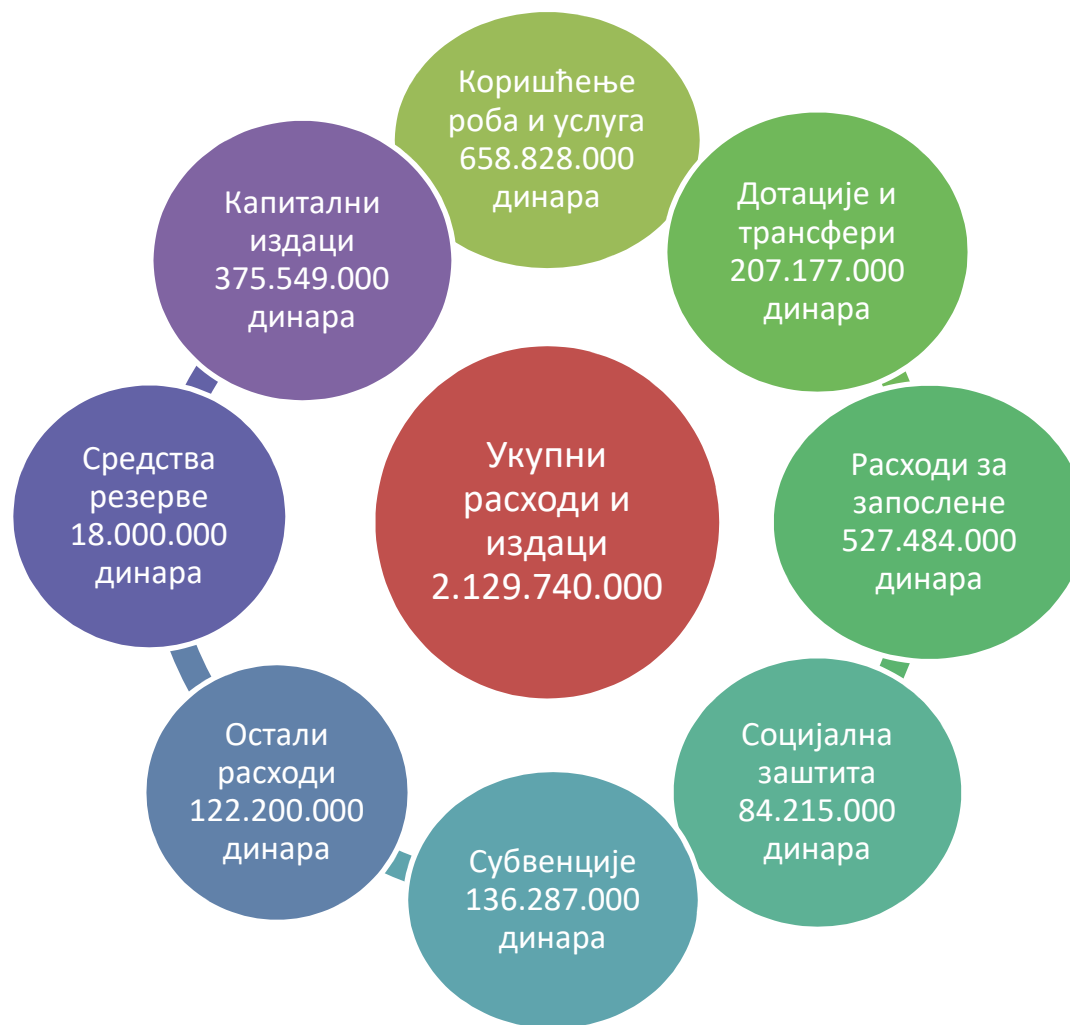 Коришћење
роба и услуга
658.828.000
динара
Дотације и
трансфери
207.177.000
динара
Расходи за
запослене
527.484.000
динара
Социјална
заштита
84.215.000
динара
Субвенције
136.287.000
динара
Остали
расходи
122.200.000
динара
Средства
резерве
18.000.000
динара
Капитални
издаци
375.549.000
динара
Укупни
расходи и
издаци
2.129.740.000